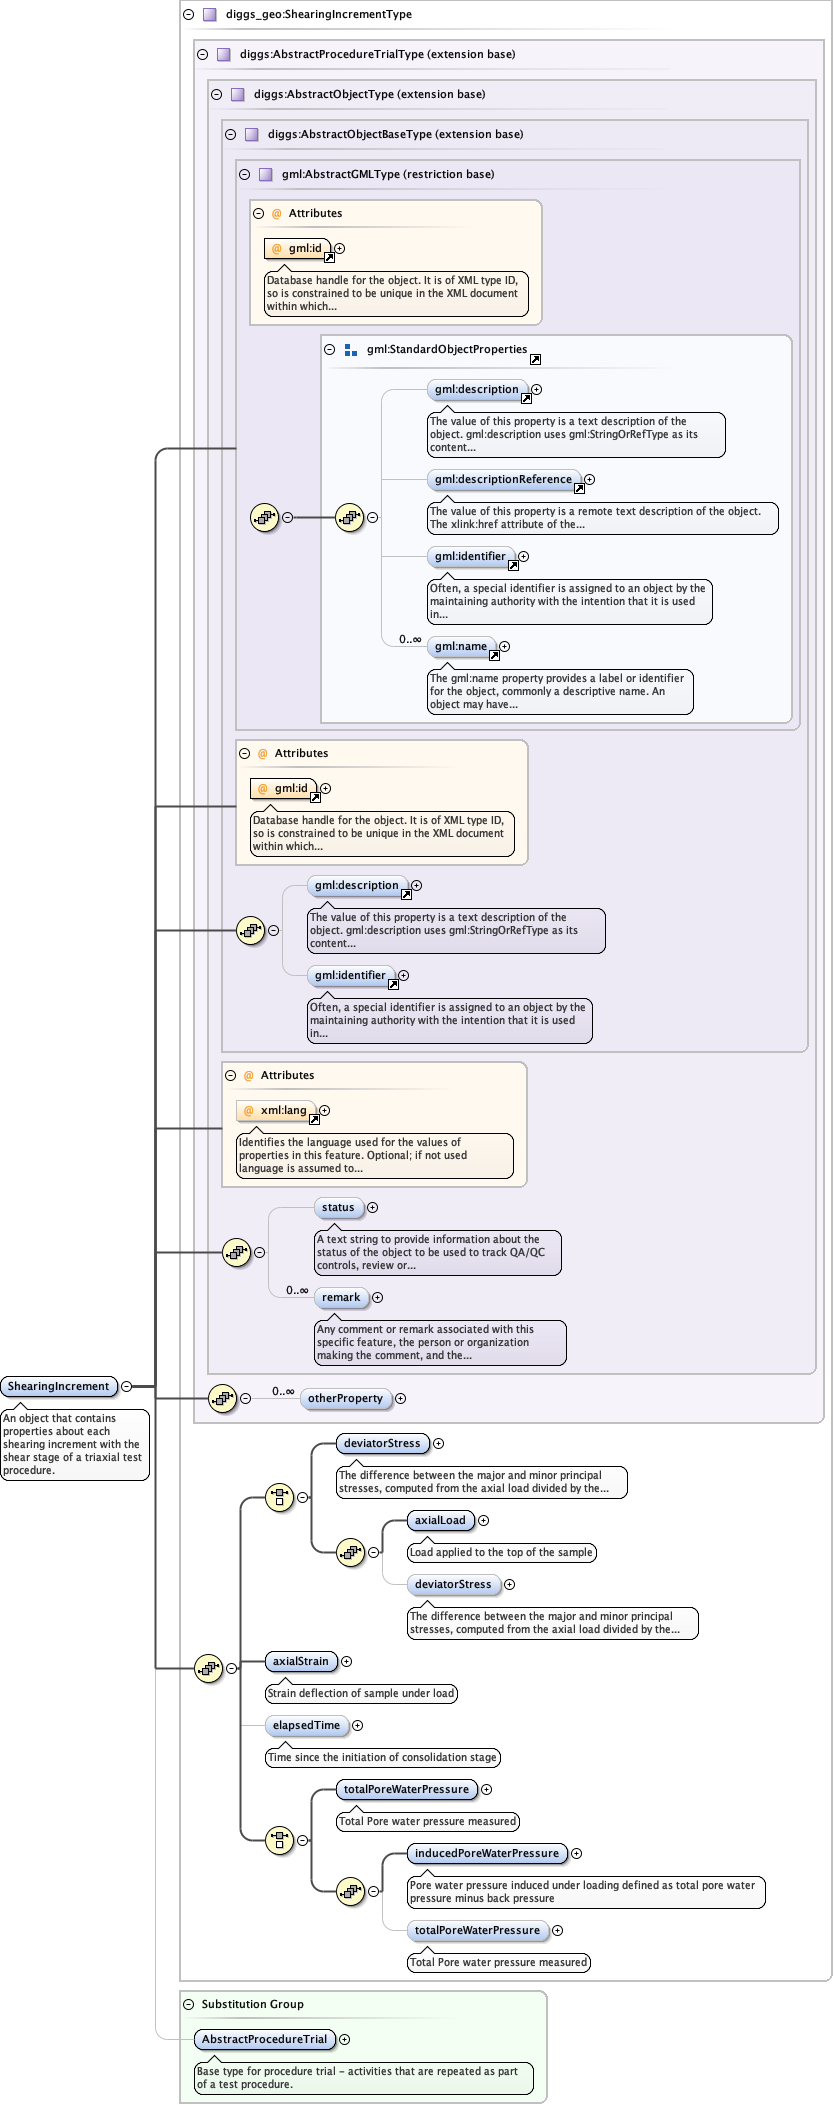 diggs_geo:ShearingIncrementType
diggs:AbstractProcedureTrialType (extension base)
diggs:AbstractObjectType (extension base)
diggs:AbstractObjectBaseType (extension base)
gml:AbstractGMLType (restriction base)
@ Attributes
@ gml:id
Database handle for the object. It is of XML type ID,
so is constrained to be unique in the XML document
within which...
gml:StandardObjectProperties
gml:description
The value of this property is a text description of the
object. gml:description uses gml:StringOrRefType as its
content...
gml:descriptionReference
The value of this property is a remote text description of the object.
The xlink:href attribute of the...
gml:identifier
Often, a special identifier is assigned to an object by the
maintaining authority with the intention that it is used
in...
0..∞
gml:name
The gml:name property provides a label or identifier
for the object, commonly a descriptive name. An
object may have...
@ Attributes
@ gml:id
Database handle for the object. It is of XML type ID,
so is constrained to be unique in the XML document
within which...
gml:description
The value of this property is a text description of the
object. gml:description uses gml:StringOrRefType as its
content...
gml:identifier
Often, a special identifier is assigned to an object by the
maintaining authority with the intention that it is used
in...
@ Attributes
@ xml:lang
Identifies the language used for the values of
properties in this feature. Optional; if not used
language is assumed to...
status
A text string to provide information about the
status of the object to be used to track QA/QC
controls, review or...
0..∞
remark
Any comment or remark associated with this
specific feature, the person or organization
making the comment, and the...
ShearingIncrement
An object that contains
properties about each
shearing increment with the
shear stage of a triaxial test
procedure.
0..∞
otherProperty
deviatorStress
The difference between the major and minor principal
stresses, computed from the axial load divided by the...
axialLoad
Load applied to the top of the sample
deviatorStress
The difference between the major and minor principal
stresses, computed from the axial load divided by the...
axialStrain
Strain deflection of sample under load
elapsedTime
Time since the initiation of consolidation stage
totalPoreWaterPressure
Total Pore water pressure measured
inducedPoreWaterPressure
Pore water pressure induced under loading defined as total pore water
pressure minus back pressure
totalPoreWaterPressure
Total Pore water pressure measured
Substitution Group
AbstractProcedureTrial
Base type for procedure trial - activities that are repeated as part
of a test procedure.